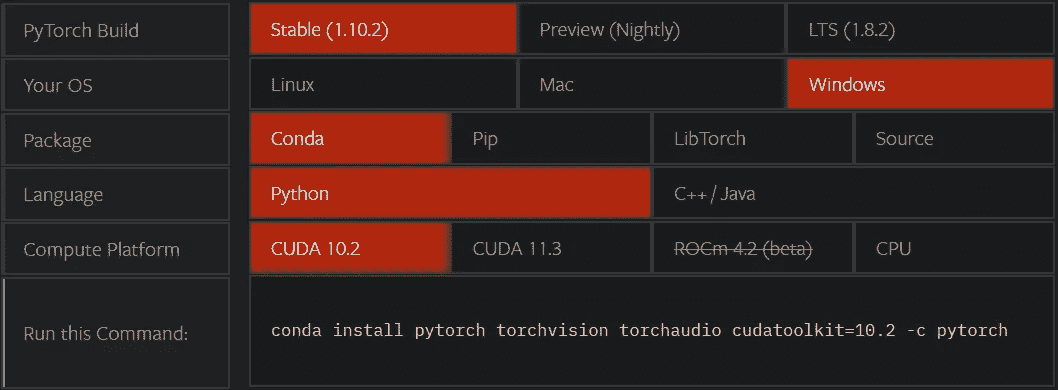 PyTorch Build Stable (1.10.2) Preview (Nightly) LTS (1.8.2)
Your OS Linux Mac Windows
Package Conda Pip LibTorch Source
Language Python C++ / Java
Compute Platform CUDA 10.2 CUDA 11.3 ROCm 4.2 (beta) CPU
Run this Command: conda install pytorch torchvision torchaudio cudatoolkit=10.2 -c pytorch